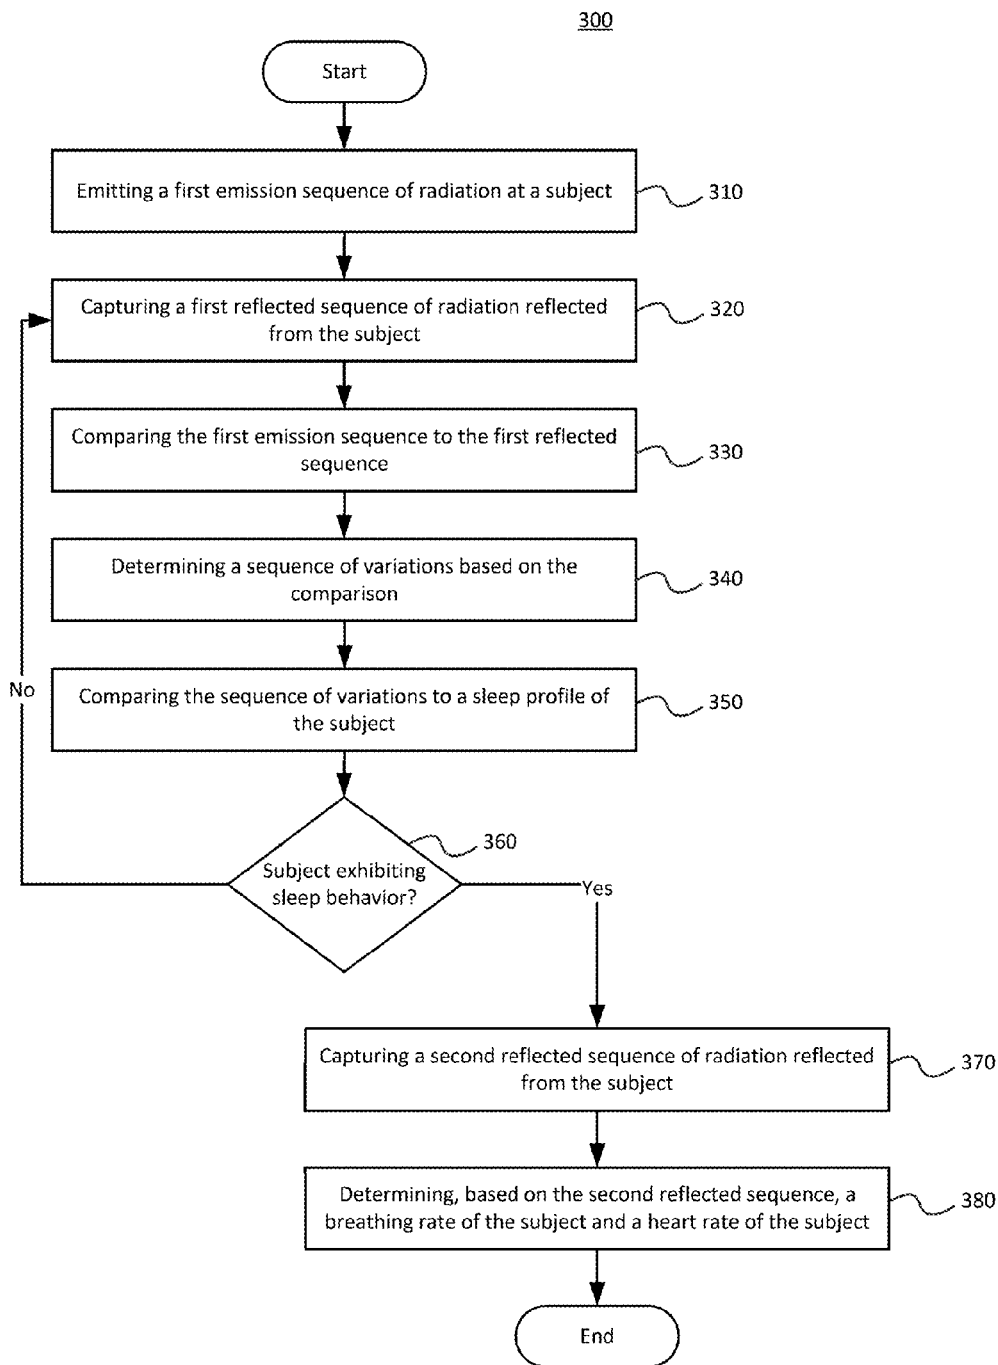 300
Start
Emitting a first emission sequence of radiation at a subject
310
Capturing a first reflected sequence of radiation reflected
from the subject
320
Comparing the first emission sequence to the first reflected
sequence
330
Determining a sequence of variations based on the
comparison
340
Comparing the sequence of variations to a sleep profile of
the subject
350
No
360
Subject exhibiting
sleep behavior?
Yes
Capturing a second reflected sequence of radiation reflected
from the subject
370
Determining, based on the second reflected sequence, a
breathing rate of the subject and a heart rate of the subject
380
End